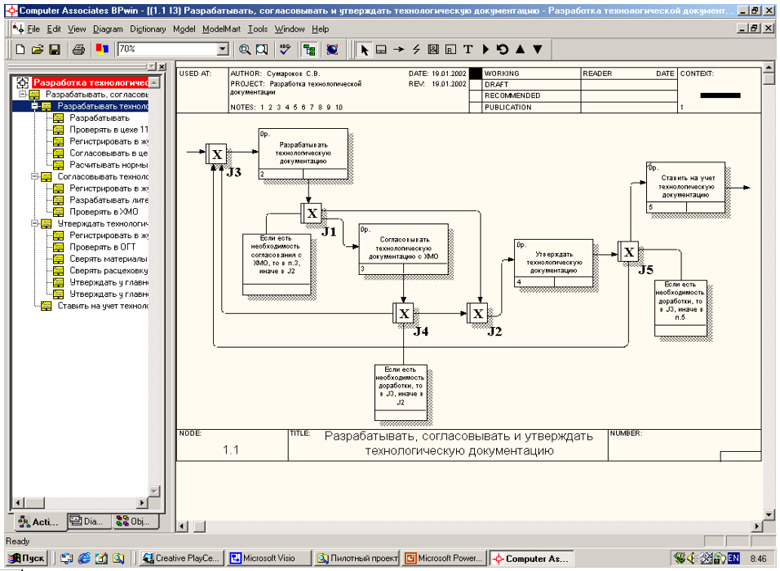 Computer Associates BPwin - [(1.1 I3) Разрабатывать, согласовывать и утверждать технологическую документацию - Разработка технологической документ...
File Edit View Diagram Dictionary Model ModelMart Tools Window Help
70%
USED AT:
AUTHOR: Сумароков С.В.
DATE: 19.01.2002
PROJECT: Разработка технологической документации
REV: 19.01.2002
NOTES: 1 2 3 4 5 6 7 8 9 10
WORKING
DRAFT
RECOMMENDED
PUBLICATION
READER
DATE
CONTEXT:
1
Разработка технологичес
Разрабатывать, согласовы
Разрабатывать технолс
Разрабатывать
Проверять в цехе 11
Регистрировать в жу
Согласовывать в це
Расчитывать нормы
Согласовывать техноло
Регистрировать в жу
Разрабатывать лите
Проверять в ХМО
Утверждать технологич
Регистрировать в жу
Проверять в ОГТ
Сверять материалы
Сверять расцеховку
Утверждать у главн
Утверждать у главн
Ставить на учет технол
0р.
Разрабатывать
технологическую
документацию
2
X
J3
X
J1
Если есть
необходимость
согласования с
ХМО, то в п.3,
иначе в J2
0р.
Согласовывать
технологическую
документацию с ХМО
3
X
J4
X
J2
Если есть
необходимость
доработки, то
в J3, иначе в
J2
0р.
Утверждать
технологическую
документацию
4
X
J5
Если есть
необходимость
доработки, то
в J3, иначе в
п.5
0р.
Ставить на учет
технологическую
документацию
5
NODE:
1.1
TITLE:
Разрабатывать, согласовывать и утверждать
технологическую документацию
NUMBER:
Acti...
Dia...
Obj...
Ready
Пуск
Creative PlayCe...
Microsoft Visio
Пилотный проект
Microsoft Power...
Computer As...
EN
8:46